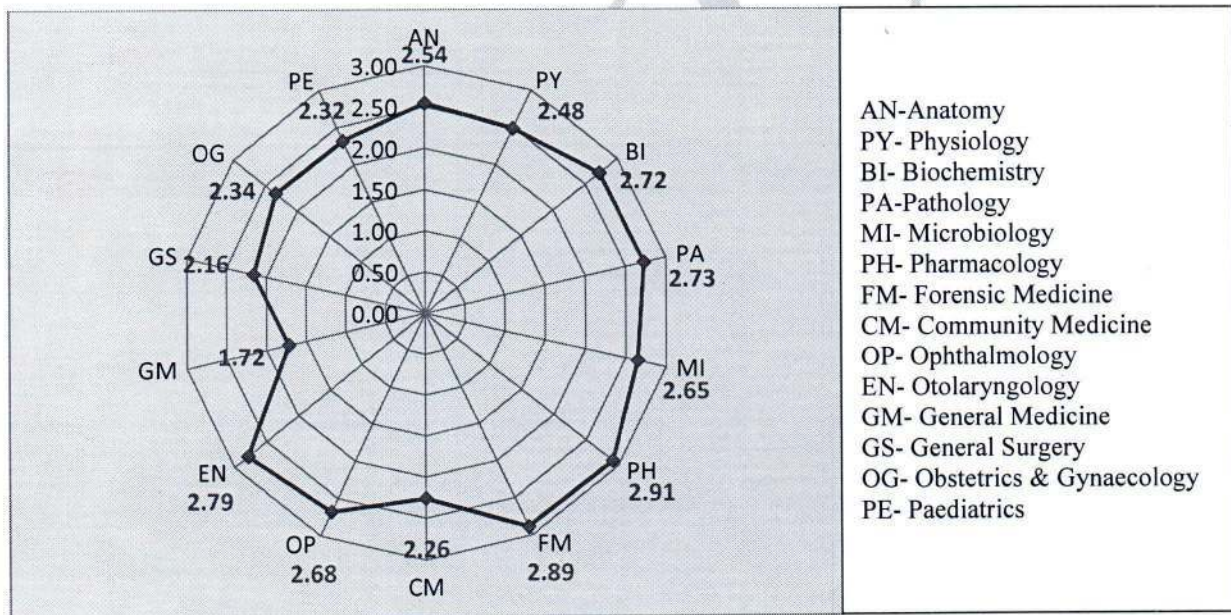 AN
2.54
3.00
PE
PY
2.32
2.50
2.48
OG
2.00
BI
2.34
1.50
2.72
1.00
GS
2.16
0.50
PA
2.73
0.00
GM
1.72
MI
2.65
EN
2.79
PH
2.91
OP
2.68
2.26
CM
FM
2.89
AN-Anatomy
PY- Physiology
BI- Biochemistry
PA-Pathology
MI- Microbiology
PH- Pharmacology
FM- Forensic Medicine
CM- Community Medicine
OP- Ophthalmology
EN- Otolaryngology
GM- General Medicine
GS- General Surgery
OG- Obstetrics & Gynaecology
PE- Paediatrics